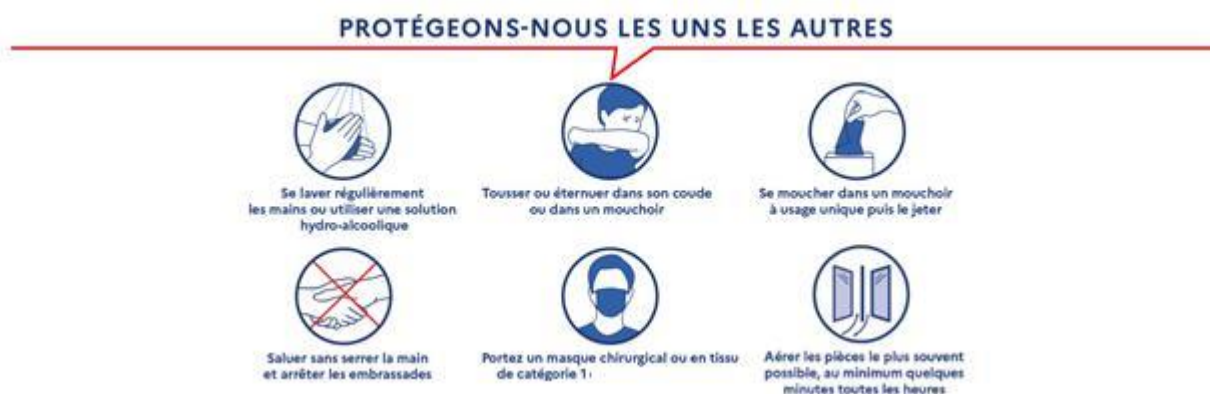 PROTÉGEONS-NOUS LES UNS LES AUTRES
Se laver régulièrement
les mains ou utiliser une solution
hydro-alcoolique
Tousser ou éternuer dans son coude
ou dans un mouchoir
Se moucher dans un mouchoir
à usage unique puis le jeter
Saluer sans serrer la main
et arrêter les embrassades
Portez un masque chirurgical ou en tissu
de catégorie 1
Aérer les pièces le plus souvent
possible, au minimum quelques
minutes toutes les heures